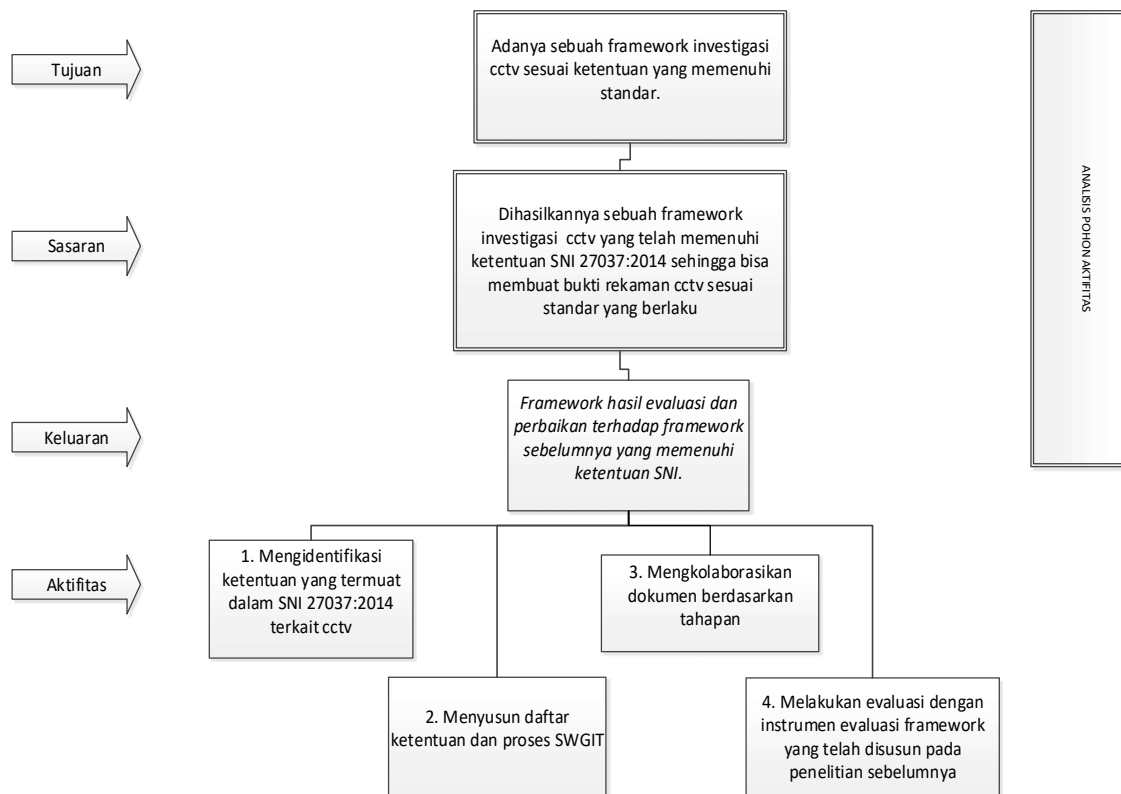 Tujuan
Adanya sebuah framework investigasi
cctv sesuai ketentuan yang memenuhi
standar.
ANALISIS POHON AKTIFITAS
Sasaran
Dihasilkannya sebuah framework
investigasi cctv yang telah memenuhi
ketentuan SNI 27037:2014 sehingga bisa
membuat bukti rekaman cctv sesuai
standar yang berlaku
Keluaran
Framework hasil evaluasi dan
perbaikan terhadap framework
sebelumnya yang memenuhi
ketentuan SNI.
Aktifitas
1. Mengidentifikasi
ketentuan yang termuat
dalam SNI 27037:2014
terkait cctv
2. Menyusun daftar
ketentuan dan proses SWGIT
3. Mengkolaborasikan
dokumen berdasarkan
tahapan
4. Melakukan evaluasi dengan
instrumen evaluasi framework
yang telah disusun pada
penelitian sebelumnya